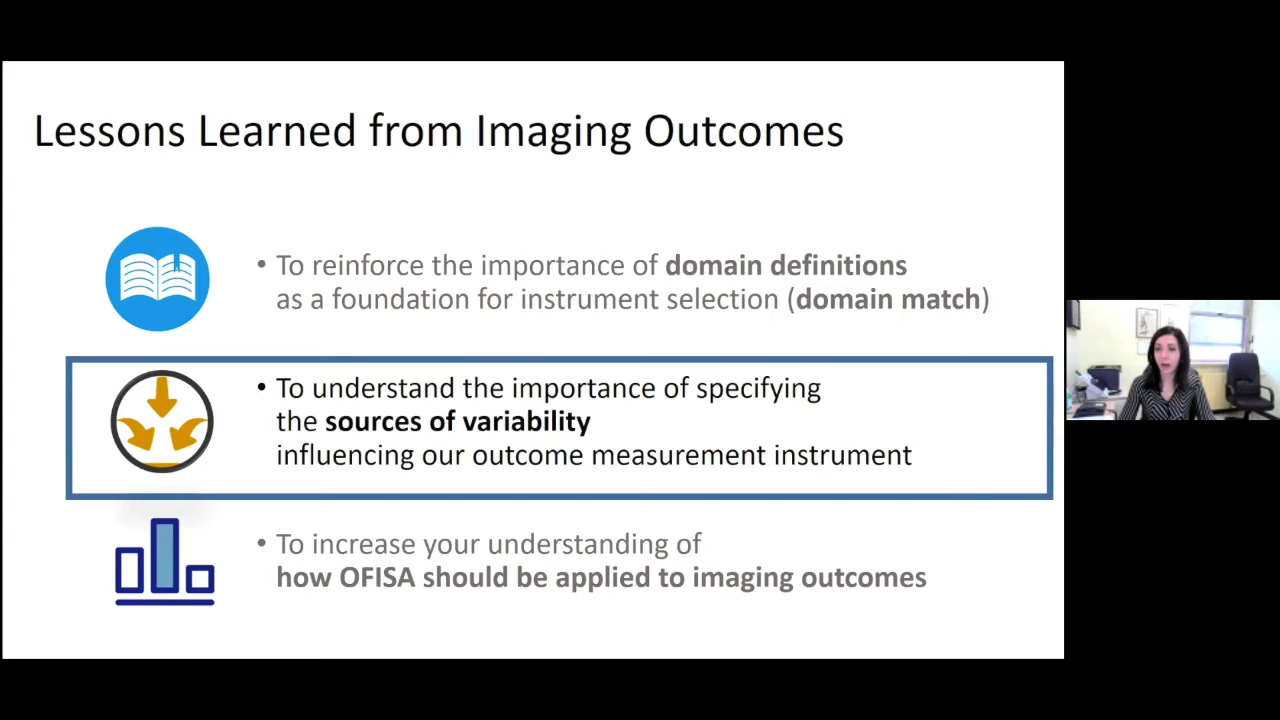 Lessons Learned from Imaging Outcomes
• To reinforce the importance of domain definitions
as a foundation for instrument selection (domain match)
• To understand the importance of specifying
the sources of variability
influencing our outcome measurement instrument
• To increase your understanding of
how OFISA should be applied to imaging outcomes